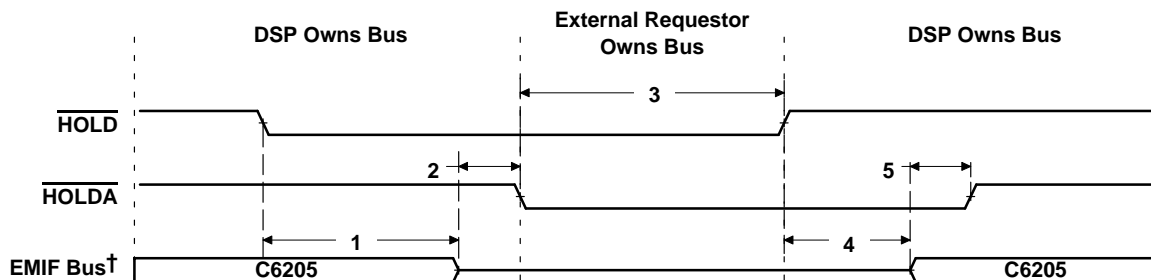 DSP Owns Bus
External Requestor
Owns Bus
DSP Owns Bus
3
HOLD
2
5
HOLDA
1
4
EMIF Bus†
C6205
C6205